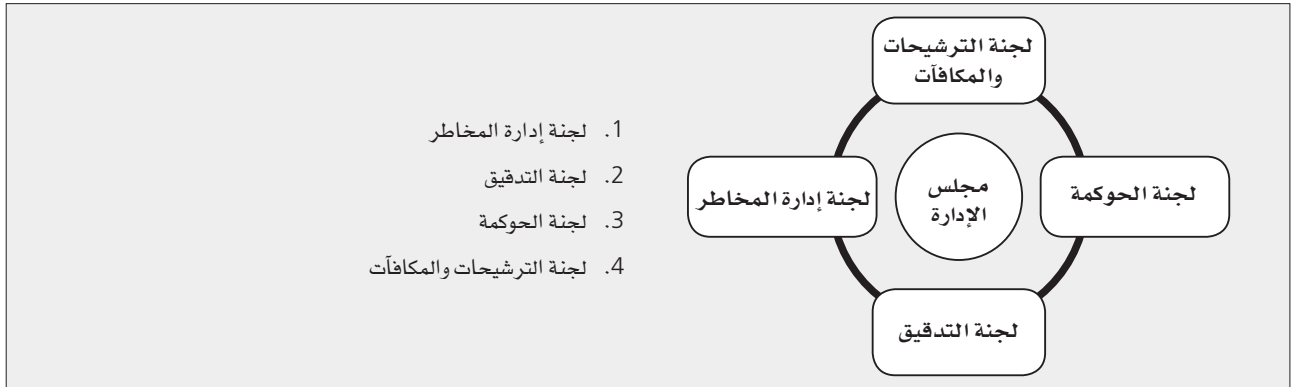 لجنة الترشيحات
والمكافآت
لجنة الحوكمة
مجلس
الإدارة
لجنة إدارة المخاطر
لجنة التدقيق
1. لجنة إدارة المخاطر
2. لجنة التدقيق
3. لجنة الحوكمة
4. لجنة الترشيحات والمكافآت